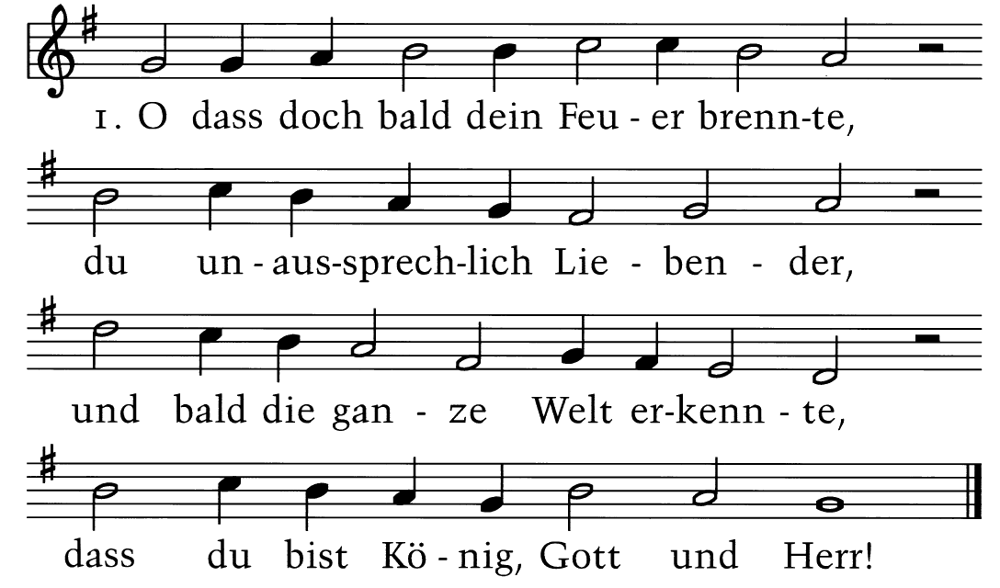 1. O dass doch bald dein Feu - er brenn-te,
du un - aus-sprech-lich Lie - ben - der,
und bald die gan - ze Welt er-kenn - te,
dass du bist Kö - nig, Gott und Herr!